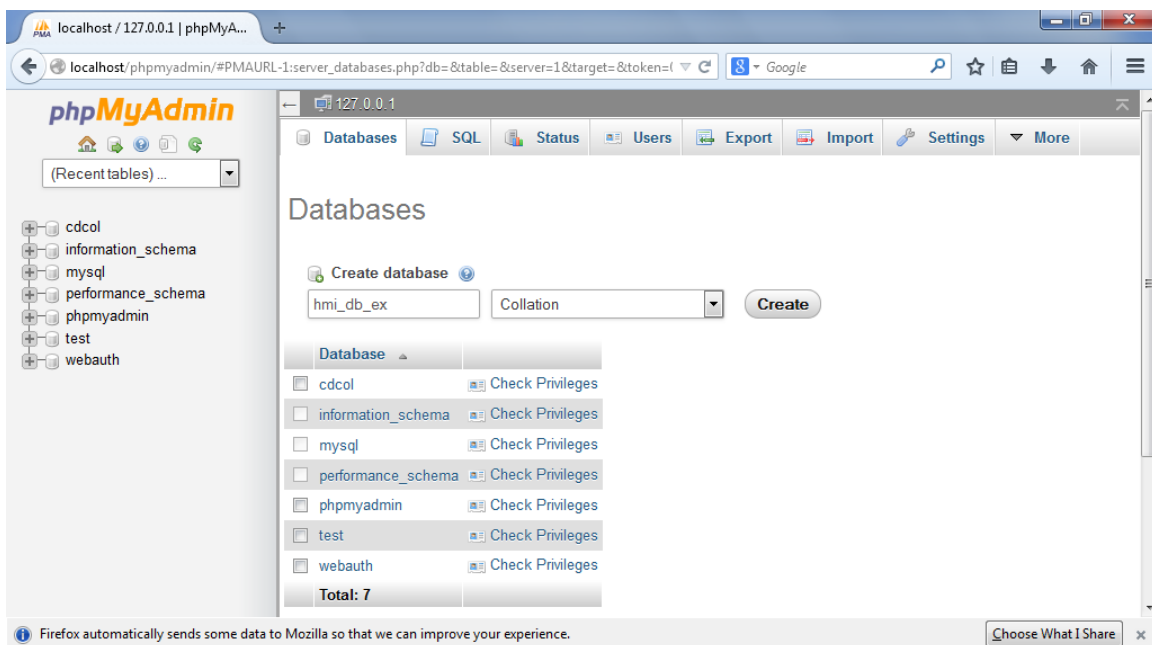 localhost / 127.0.0.1 | phpMyA...
localhost/phpmyadmin/#PMAURL-1:server_databases.php?db=&table=&server=1&target=&token=(
Google
phpMyAdmin
(Recent tables) ...
cdcol
information_schema
mysql
performance_schema
phpmyadmin
test
webauth
127.0.0.1
Databases SQL Status Users Export Import Settings More
Databases
Create database
hmi_db_ex Collation Create
Database
cdcol Check Privileges
information_schema Check Privileges
mysql Check Privileges
performance_schema Check Privileges
phpmyadmin Check Privileges
test Check Privileges
webauth Check Privileges
Total: 7
Firefox automatically sends some data to Mozilla so that we can improve your experience. Choose What I Share